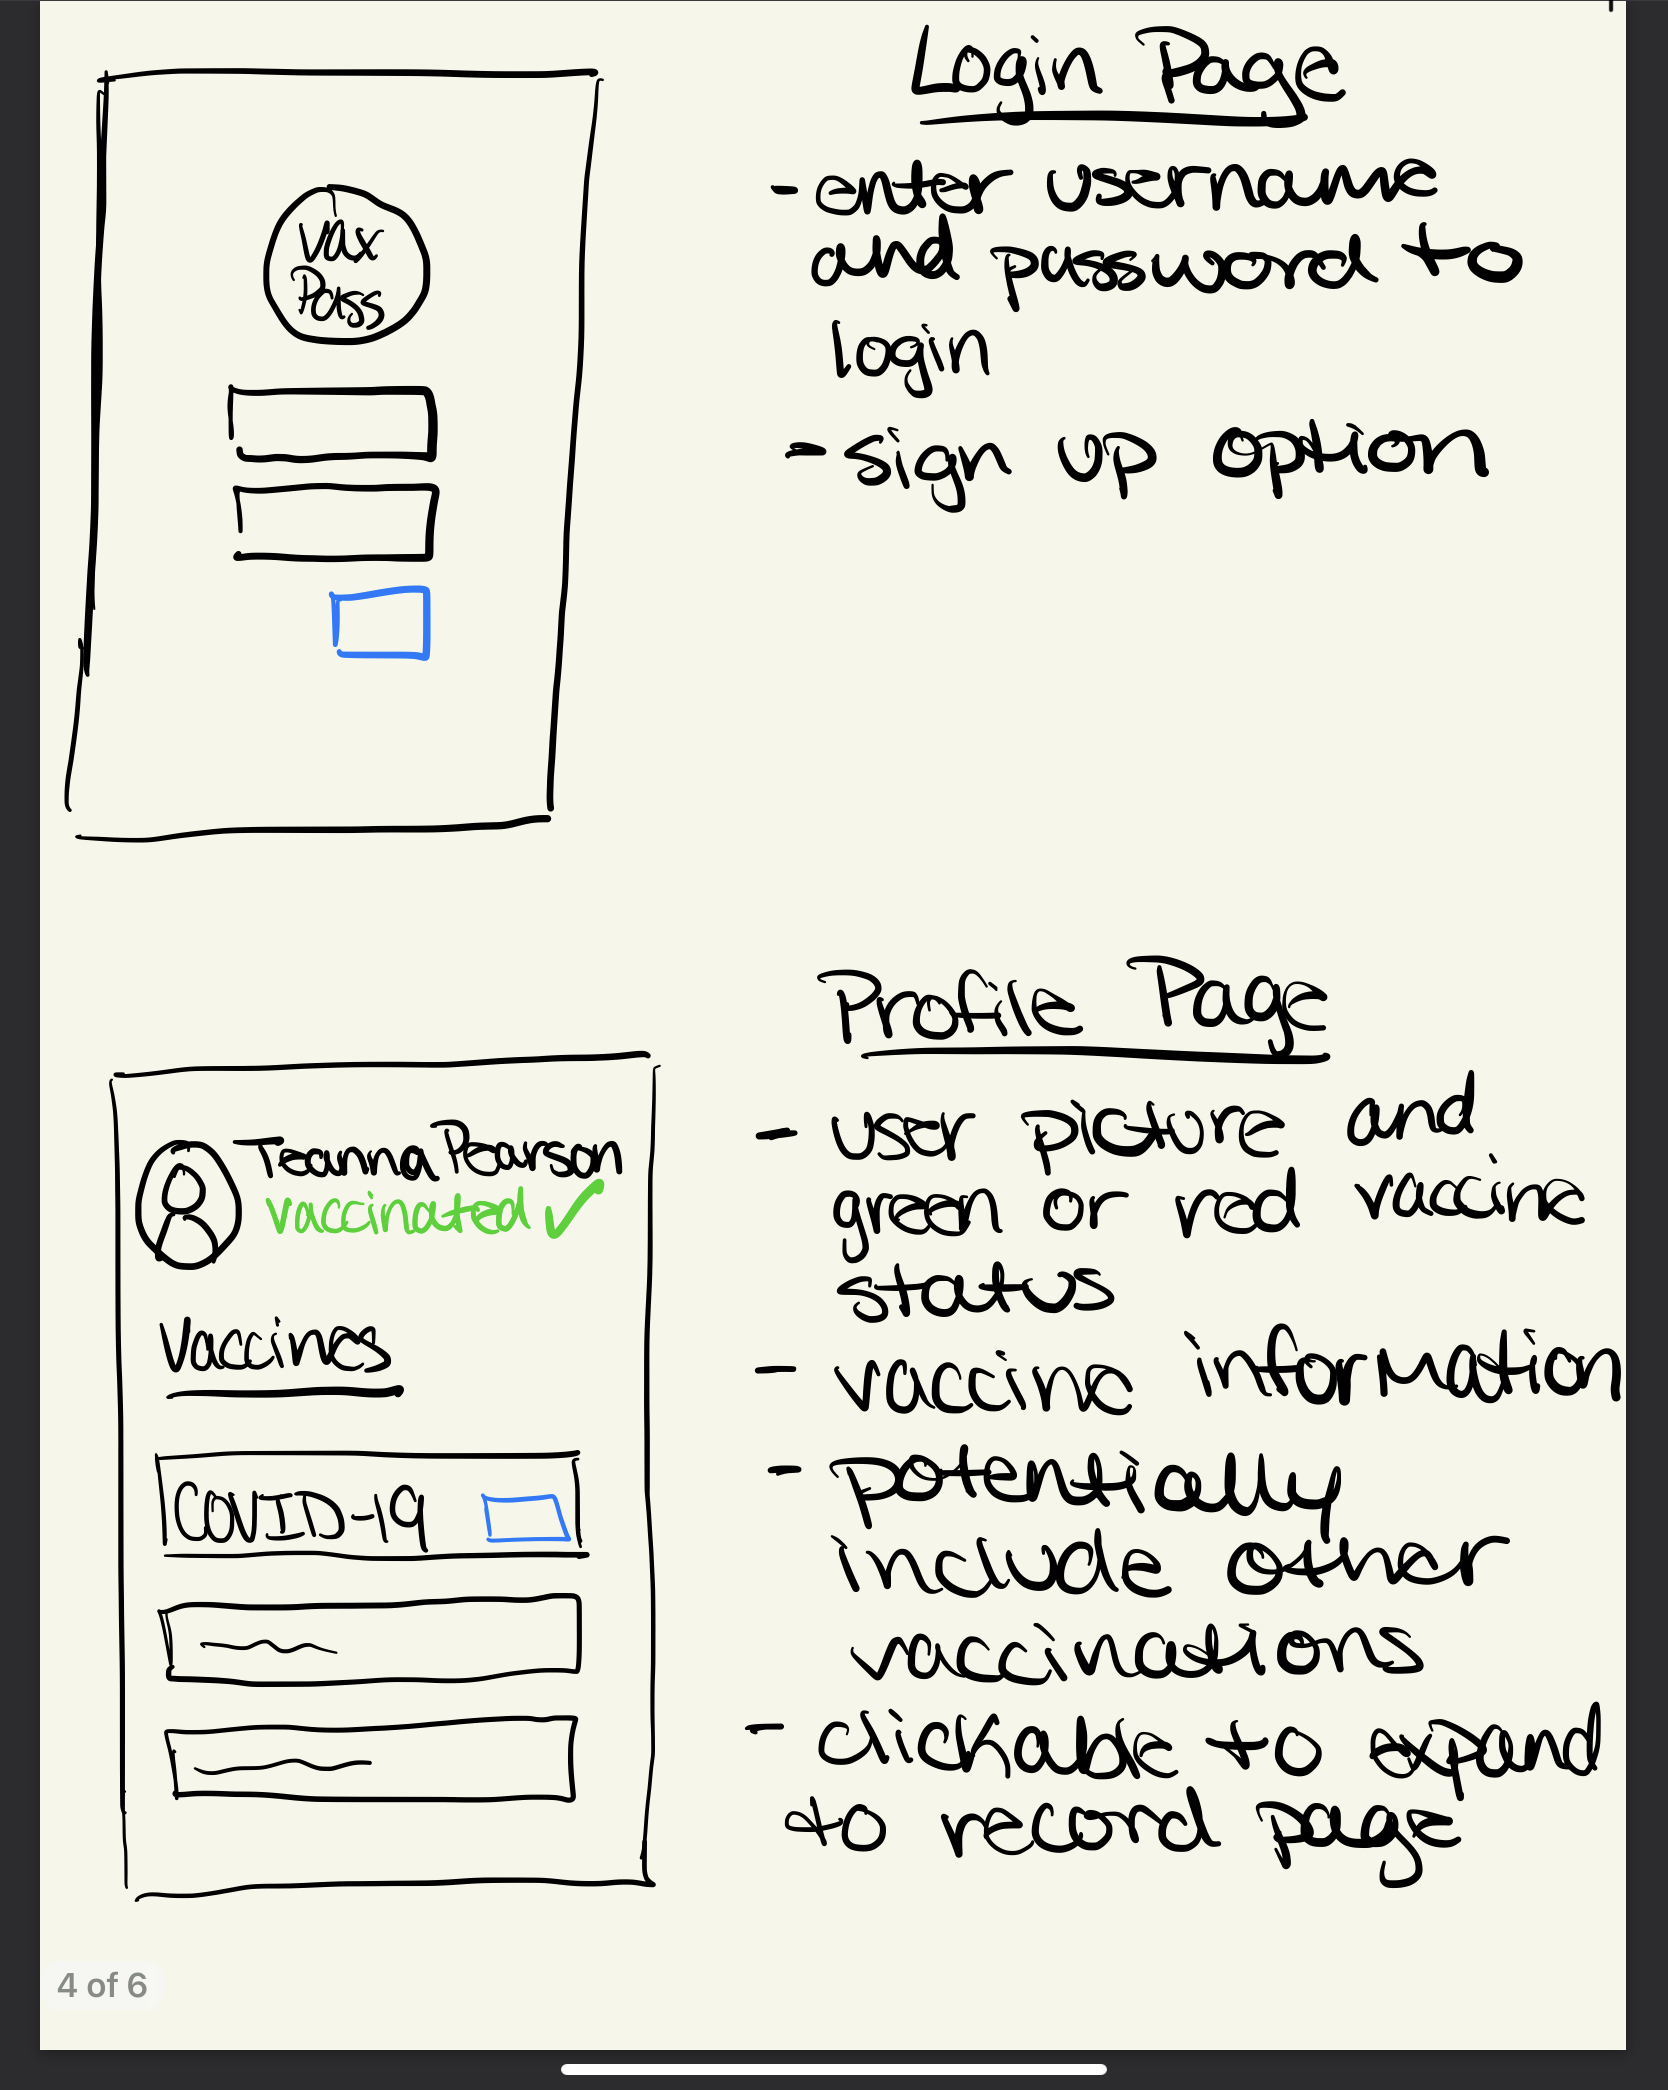 Login Page
- enter username
and password to
login
- sign up option
Vax
Pass
Profile Page
- user picture and
green or red vaccine
status
- vaccine information
- potentially
include other
vaccinations
- clickable to expand
to record page
Teanna Pearson
vaccinated ✓
Vaccines
COVID-19
4 of 6